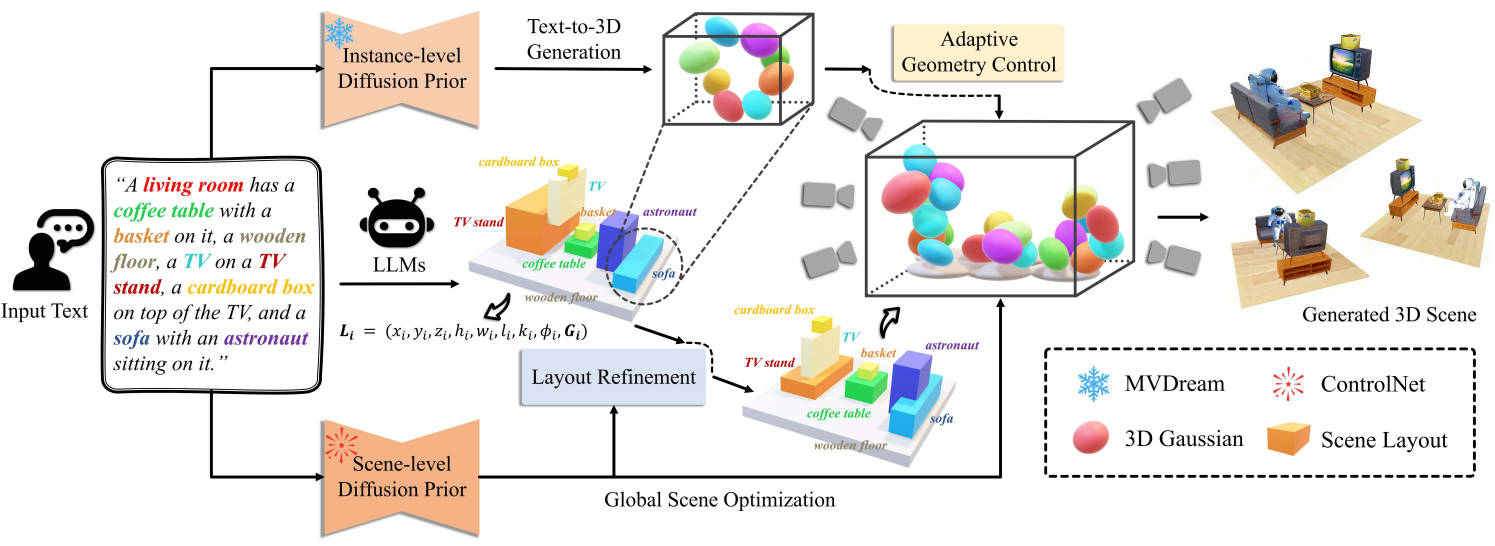 Instance-level
Diffusion Prior
Text-to-3D
Generation
Adaptive
Geometry Control
Input Text
“A living room has a
coffee table with a
basket on it, a wooden
floor, a TV on a TV
stand, a cardboard box
on top of the TV, and a
sofa with an astronaut
sitting on it.”
LLMs
cardboard box
TV
TV stand
basket
astronaut
coffee table
sofa
wooden floor
L_i = (x_i, y_i, z_i, h_i, w_i, l_i, k_i, ϕ_i, G_i)
Layout Refinement
cardboard box
TV
TV stand
basket
astronaut
coffee table
sofa
wooden floor
Scene-level
Diffusion Prior
Global Scene Optimization
Generated 3D Scene
MVDream
ControlNet
3D Gaussian
Scene Layout